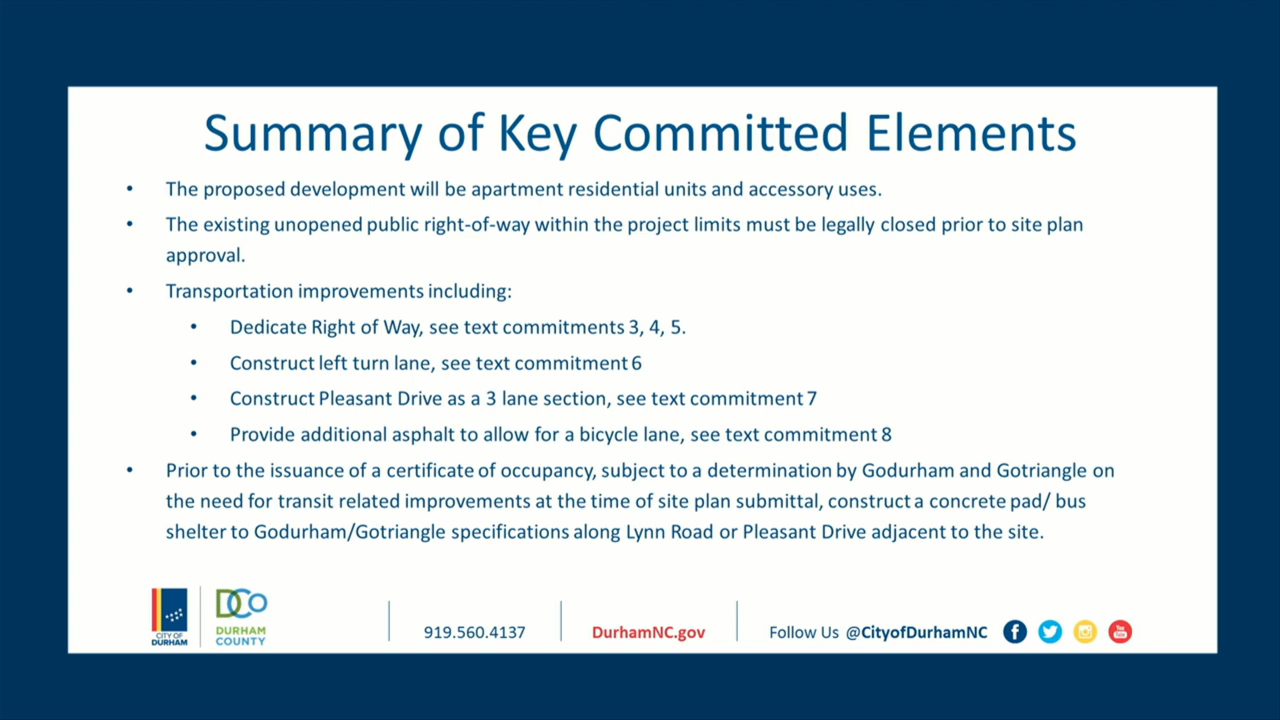 Summary of Key Committed Elements
• The proposed development will be apartment residential units and accessory uses.
• The existing unopened public right-of-way within the project limits must be legally closed prior to site plan
approval.
• Transportation improvements including:
• Dedicate Right of Way, see text commitments 3, 4, 5.
• Construct left turn lane, see text commitment 6
• Construct Pleasant Drive as a 3 lane section, see text commitment 7
• Provide additional asphalt to allow for a bicycle lane, see text commitment 8
• Prior to the issuance of a certificate of occupancy, subject to a determination by Godurham and Gotriangle on
the need for transit related improvements at the time of site plan submittal, construct a concrete pad/ bus
shelter to Godurham/Gotriangle specifications along Lynn Road or Pleasant Drive adjacent to the site.
CITY OF
DURHAM
DCo
DURHAM
COUNTY
919.560.4137
DurhamNC.gov
Follow Us @CityofDurhamNC
You
Tube